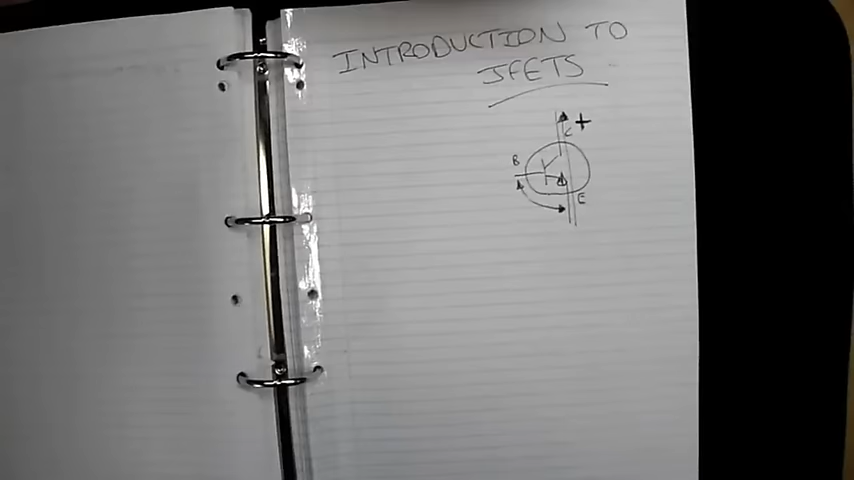 INTRODUCTION TO
JFETS
C +
B
E